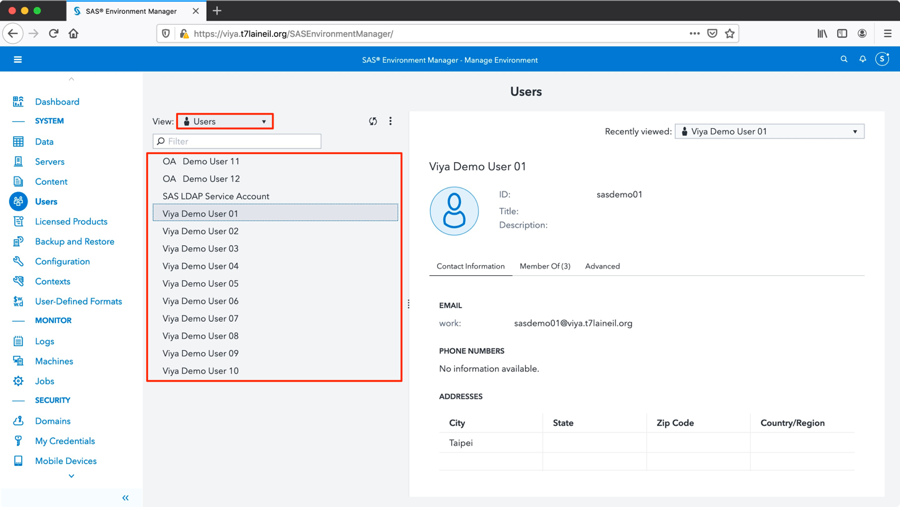 SAS® Environment Manager
https://viya.t7laineil.org/SASEnvironmentManager/
SAS® Environment Manager - Manage Environment
S
Dashboard
SYSTEM
Data
Servers
Content
Users
Licensed Products
Backup and Restore
Configuration
Contexts
User-Defined Formats
MONITOR
Logs
Machines
Jobs
SECURITY
Domains
My Credentials
Mobile Devices
Users
View: Users
Filter
OA Demo User 11
OA Demo User 12
SAS LDAP Service Account
Viya Demo User 01
Viya Demo User 02
Viya Demo User 03
Viya Demo User 04
Viya Demo User 05
Viya Demo User 06
Viya Demo User 07
Viya Demo User 08
Viya Demo User 09
Viya Demo User 10
Recently viewed: Viya Demo User 01
Viya Demo User 01
ID: sasdemo01
Title:
Description:
Contact Information Member Of (3) Advanced
EMAIL
work: sasdemo01@viya.t7laineil.org
PHONE NUMBERS
No information available.
ADDRESSES
City State Zip Code Country/Region
Taipei